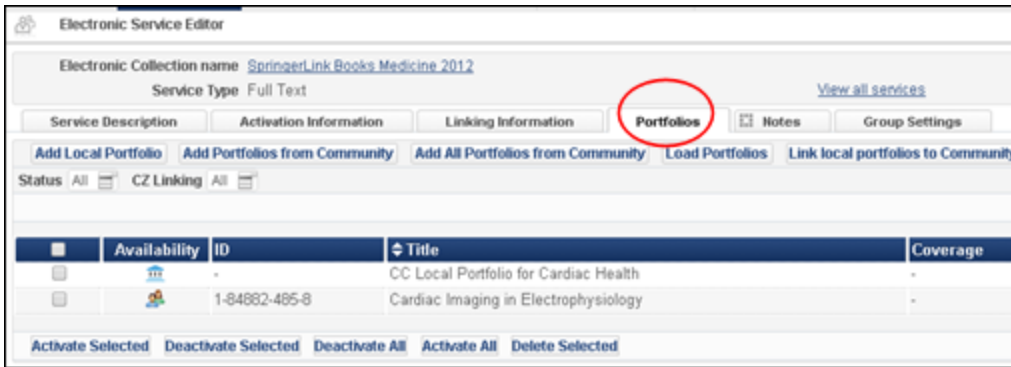 Electronic Service Editor
Electronic Collection name SpringerLink Books Medicine 2012
Service Type Full Text View all services
Service Description Activation Information Linking Information Portfolios Notes Group Settings
Add Local Portfolio Add Portfolios from Community Add All Portfolios from Community Load Portfolios Link local portfolios to Community
Status All CZ Linking All
Availability ID Title Coverage
- CC Local Portfolio for Cardiac Health -
1-84882-485-8 Cardiac Imaging in Electrophysiology -
Activate Selected Deactivate Selected Deactivate All Activate All Delete Selected